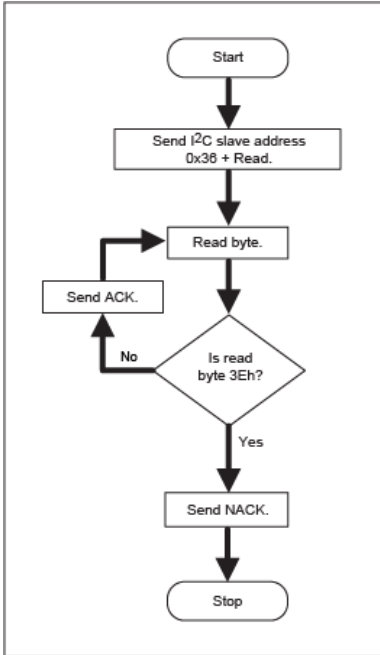 Start
Send I2C slave address
0x36 + Read.
Read byte.
Send ACK.
No
Is read
byte 3Eh?
Yes
Send NACK.
Stop